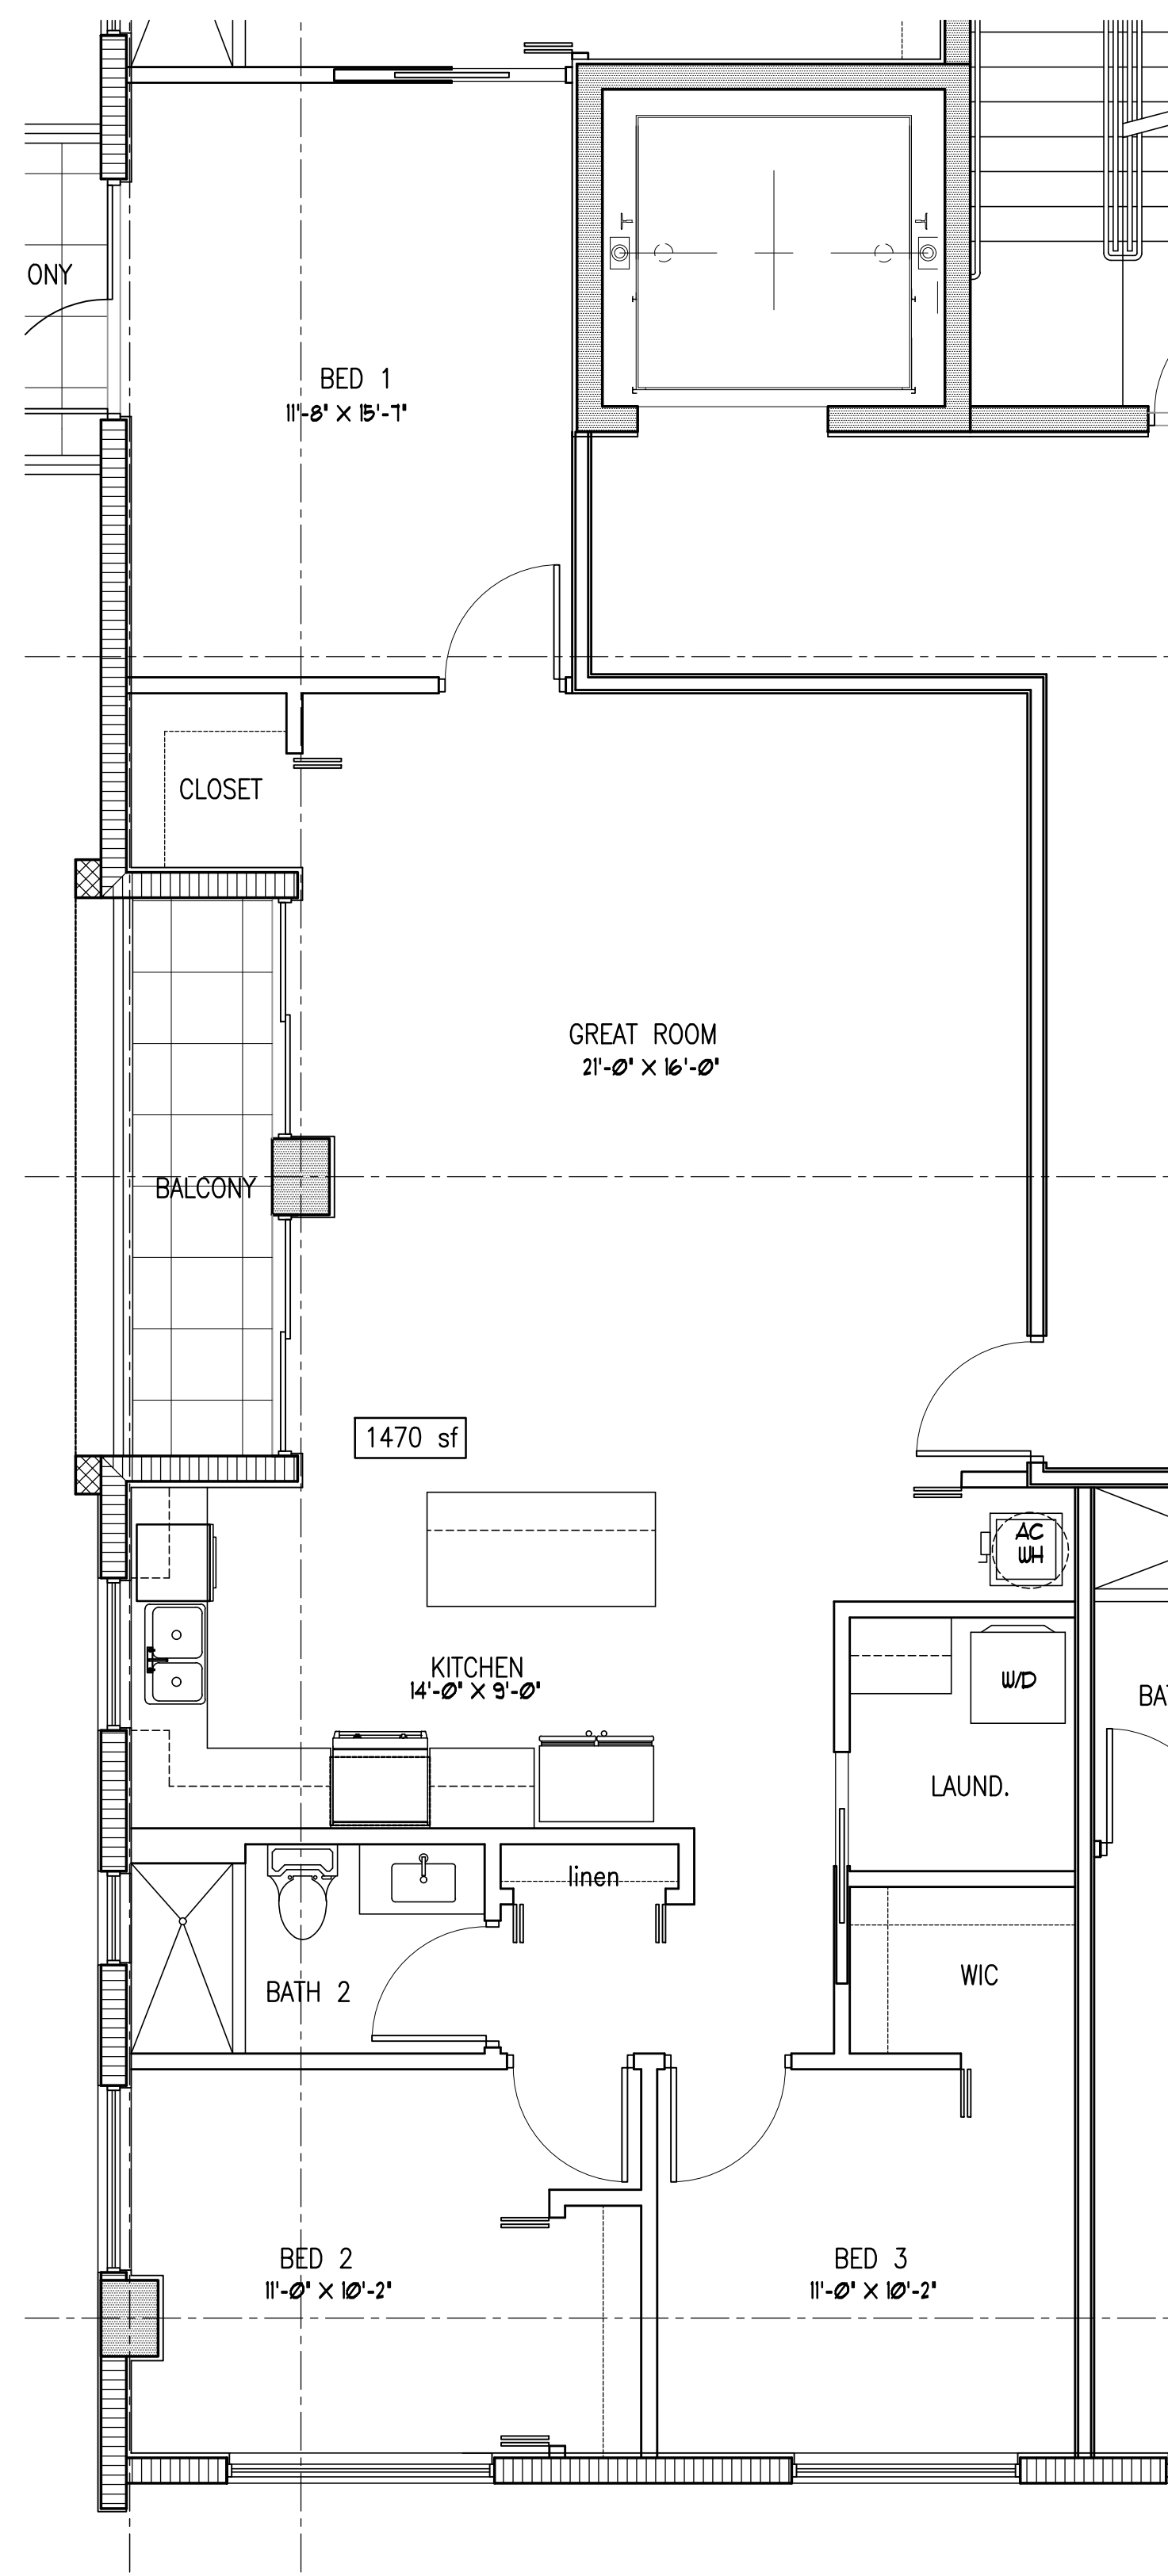 ONY
BED 1
11'-8" X 15'-7"
CLOSET
GREAT ROOM
21'-0" X 16'-0"
BALCONY
1470 sf
AC
WH
KITCHEN
14'-0" X 9'-0"
W/D
BA
LAUND.
linen
WIC
BATH 2
BED 2
11'-0" X 10'-2"
BED 3
11'-0" X 10'-2"